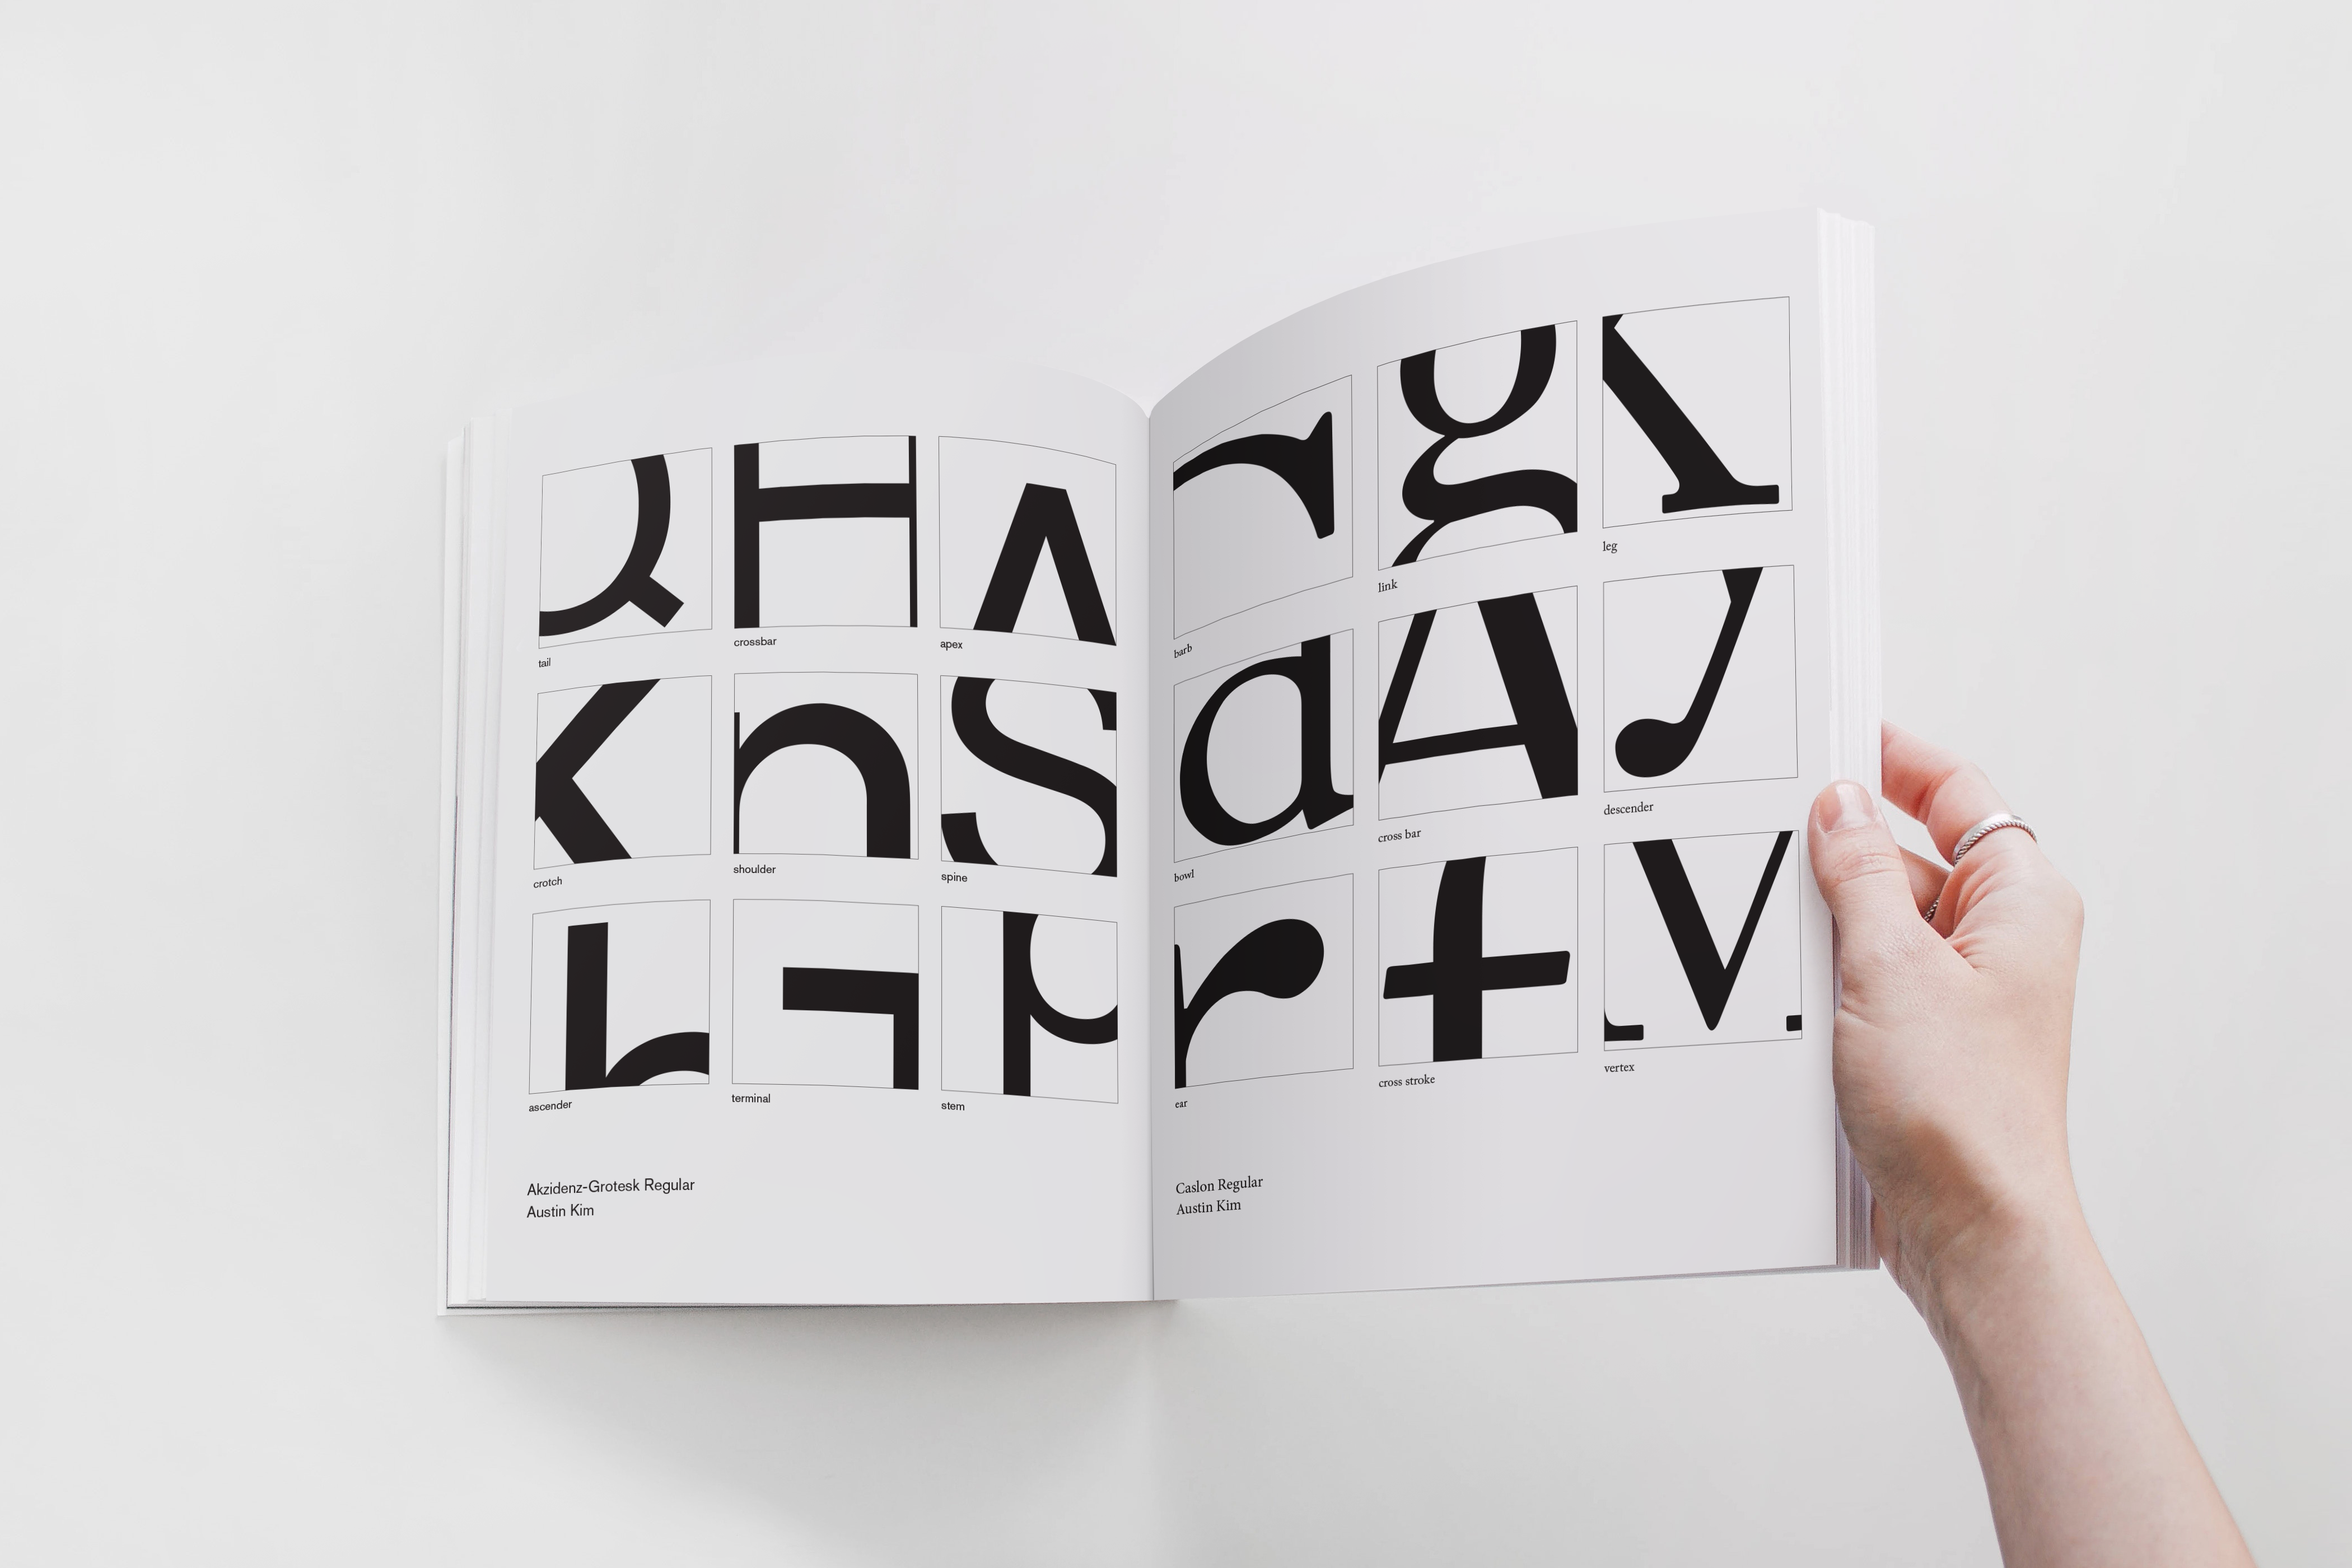 tail
crossbar
apex
crotch
shoulder
spine
ascender
terminal
stem
Akzidenz-Grotesk Regular
Austin Kim
barb
link
leg
bowl
cross bar
descender
ear
cross stroke
vertex
Caslon Regular
Austin Kim